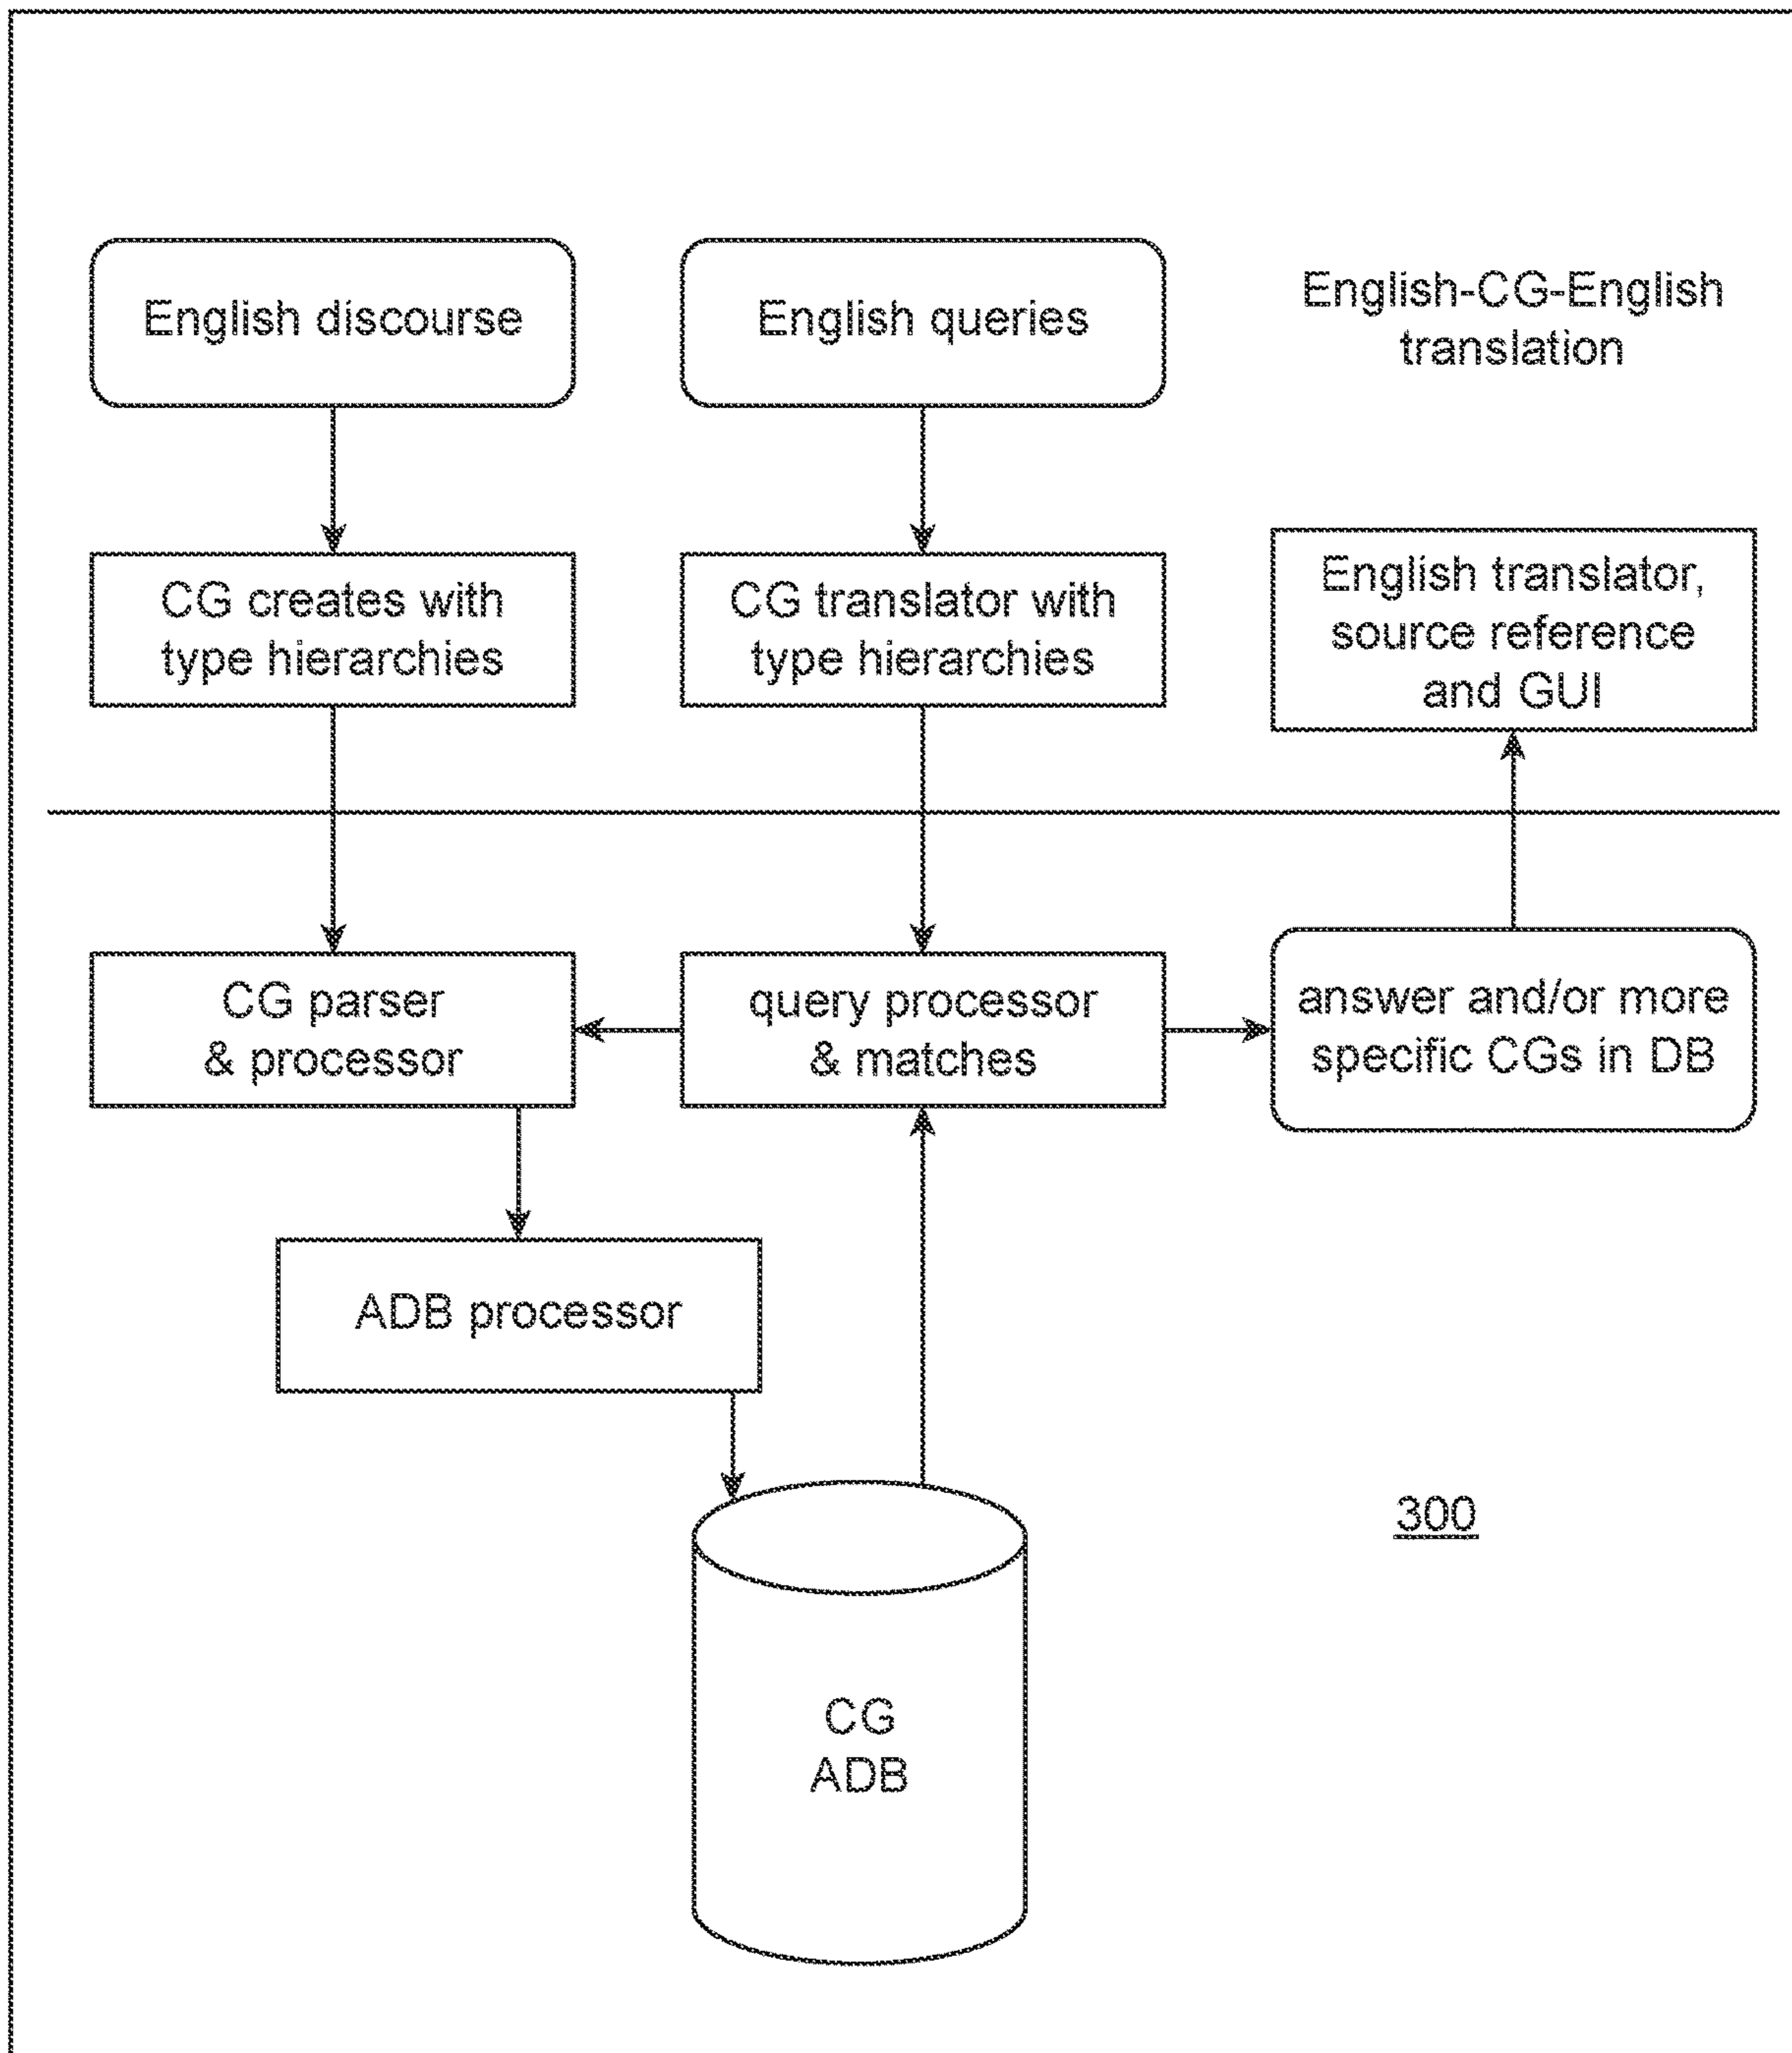 English discourse
English queries
English-CG-English
translation
CG creates with
type hierarchies
CG translator with
type hierarchies
English translator,
source reference
and GUI
CG parser
& processor
query processor
& matches
answer and/or more
specific CGs in DB
ADB processor
300
CG
ADB